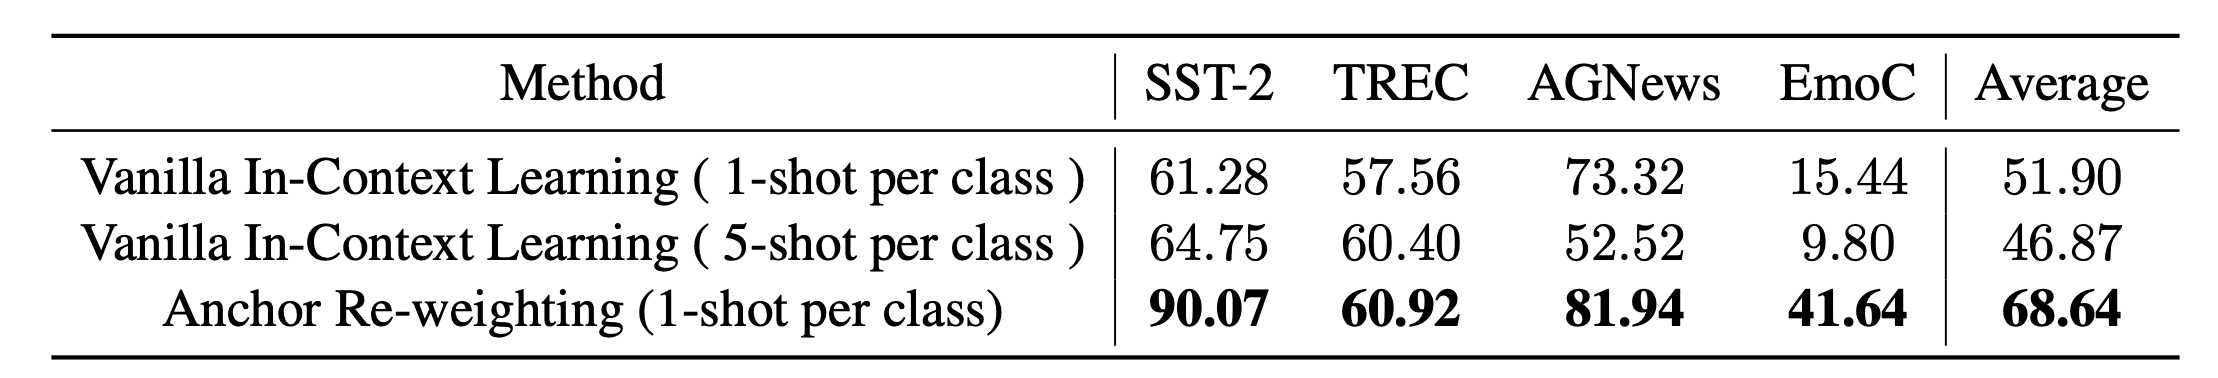 Method SST-2 TREC AGNews EmoC Average
Vanilla In-Context Learning ( 1-shot per class ) 61.28 57.56 73.32 15.44 51.90
Vanilla In-Context Learning ( 5-shot per class ) 64.75 60.40 52.52 9.80 46.87
Anchor Re-weighting (1-shot per class) 90.07 60.92 81.94 41.64 68.64